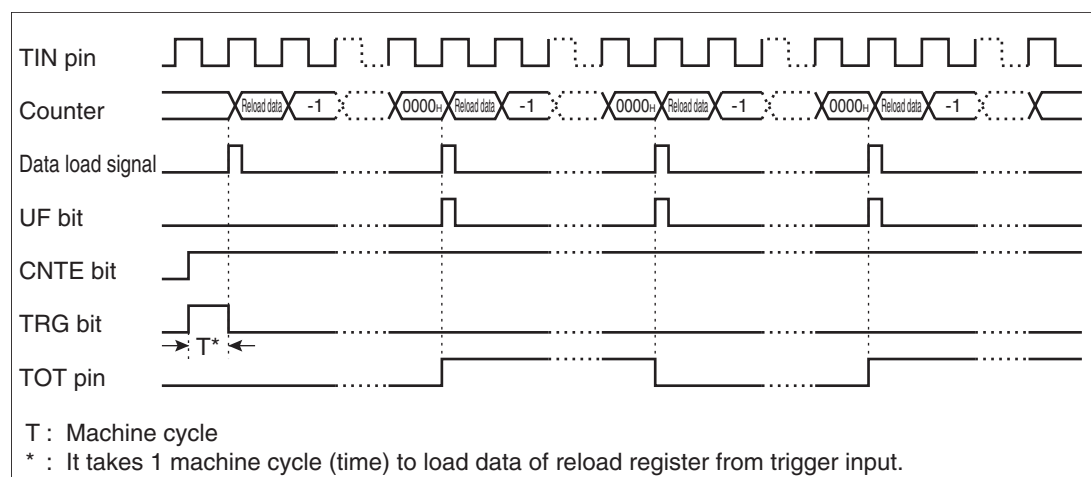 TIN pin
Counter Reload data -1 0000H Reload data -1 0000H Reload data -1 0000H Reload data -1
Data load signal
UF bit
CNTE bit
TRG bit
T*
TOT pin
T : Machine cycle
* : It takes 1 machine cycle (time) to load data of reload register from trigger input.